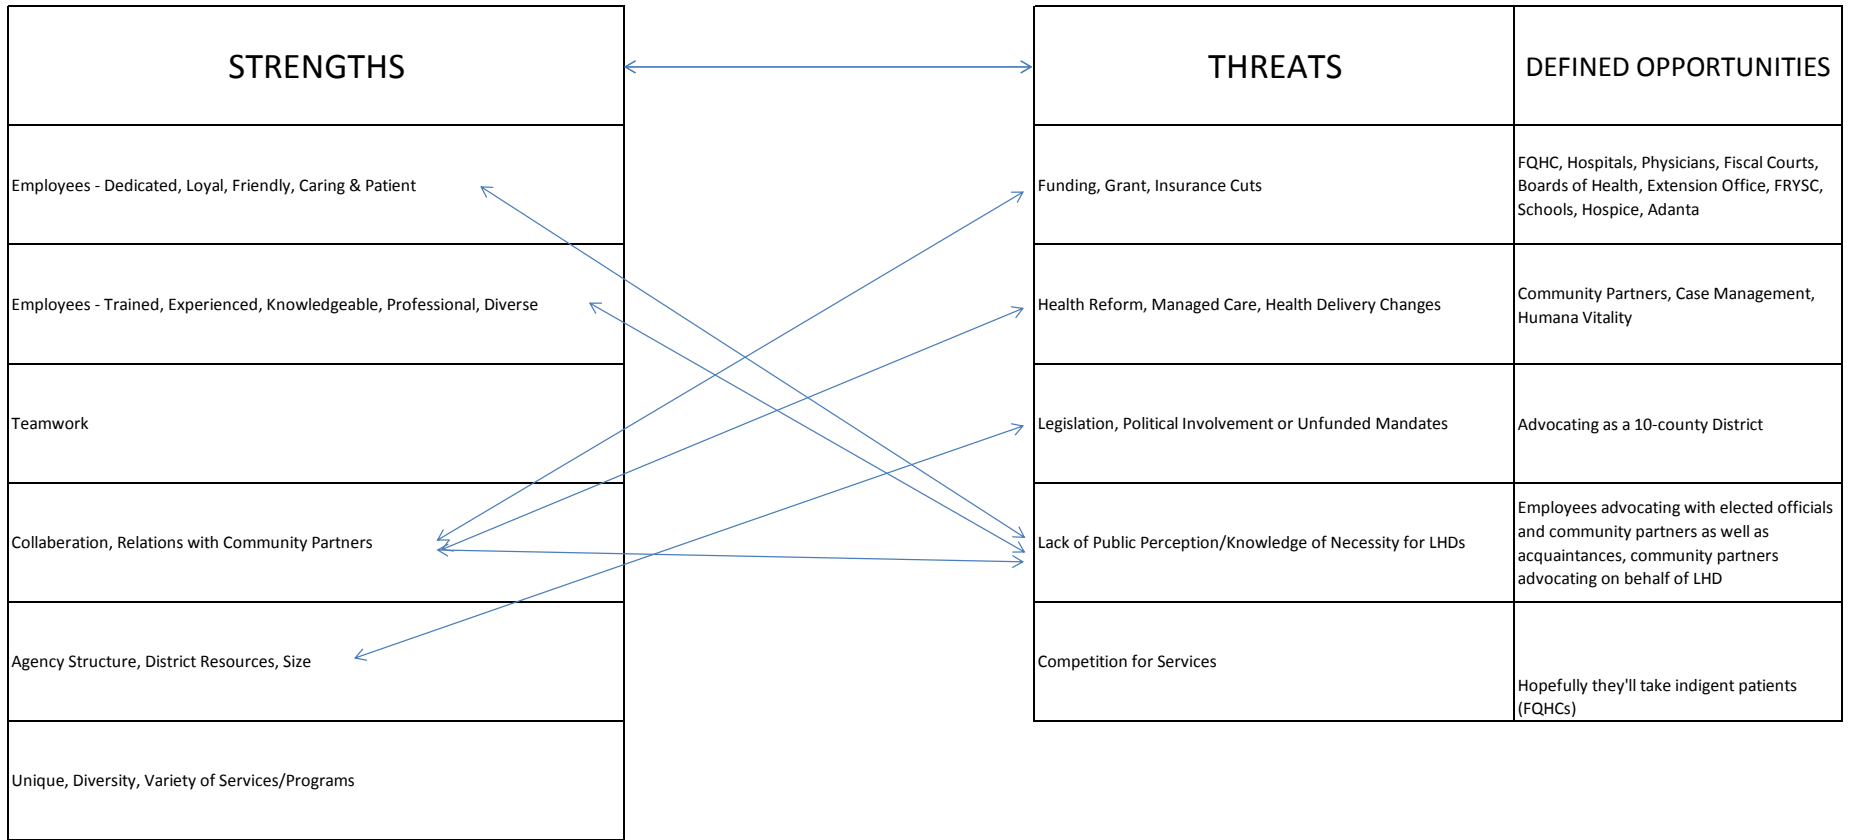 STRENGTHS
THREATS
DEFINED OPPORTUNITIES
Employees - Dedicated, Loyal, Friendly, Caring & Patient
Funding, Grant, Insurance Cuts
FQHC, Hospitals, Physicians, Fiscal Courts,
Boards of Health, Extension Office, FRYSC,
Schools, Hospice, Adanta
Employees - Trained, Experienced, Knowledgeable, Professional, Diverse
Health Reform, Managed Care, Health Delivery Changes
Community Partners, Case Management,
Humana Vitality
Teamwork
Legislation, Political Involvement or Unfunded Mandates
Advocating as a 10-county District
Collaberation, Relations with Community Partners
Lack of Public Perception/Knowledge of Necessity for LHDs
Employees advocating with elected officials
and community partners as well as
acquaintances, community partners
advocating on behalf of LHD
Agency Structure, District Resources, Size
Competition for Services
Hopefully they'll take indigent patients
(FQHCs)
Unique, Diversity, Variety of Services/Programs